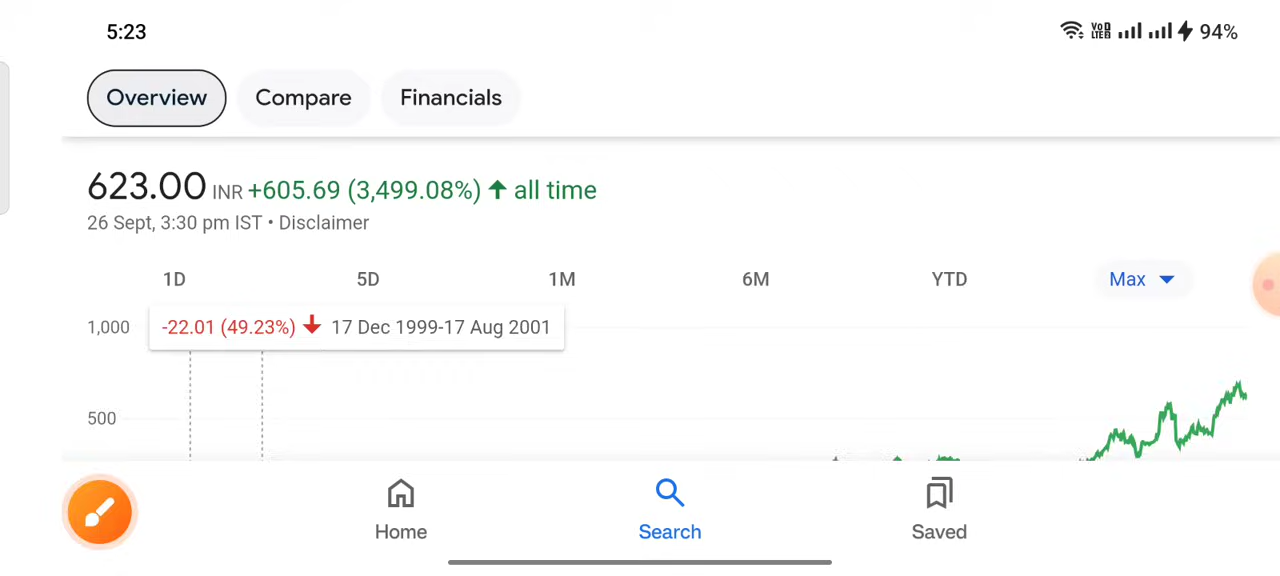 5:23
VoD LTE 94%
Overview Compare Financials
623.00 INR +605.69 (3,499.08%) ↑ all time
26 Sept, 3:30 pm IST • Disclaimer
1D 5D 1M 6M YTD Max
1,000
-22.01 (49.23%) ↓ 17 Dec 1999-17 Aug 2001
500
Home Search Saved